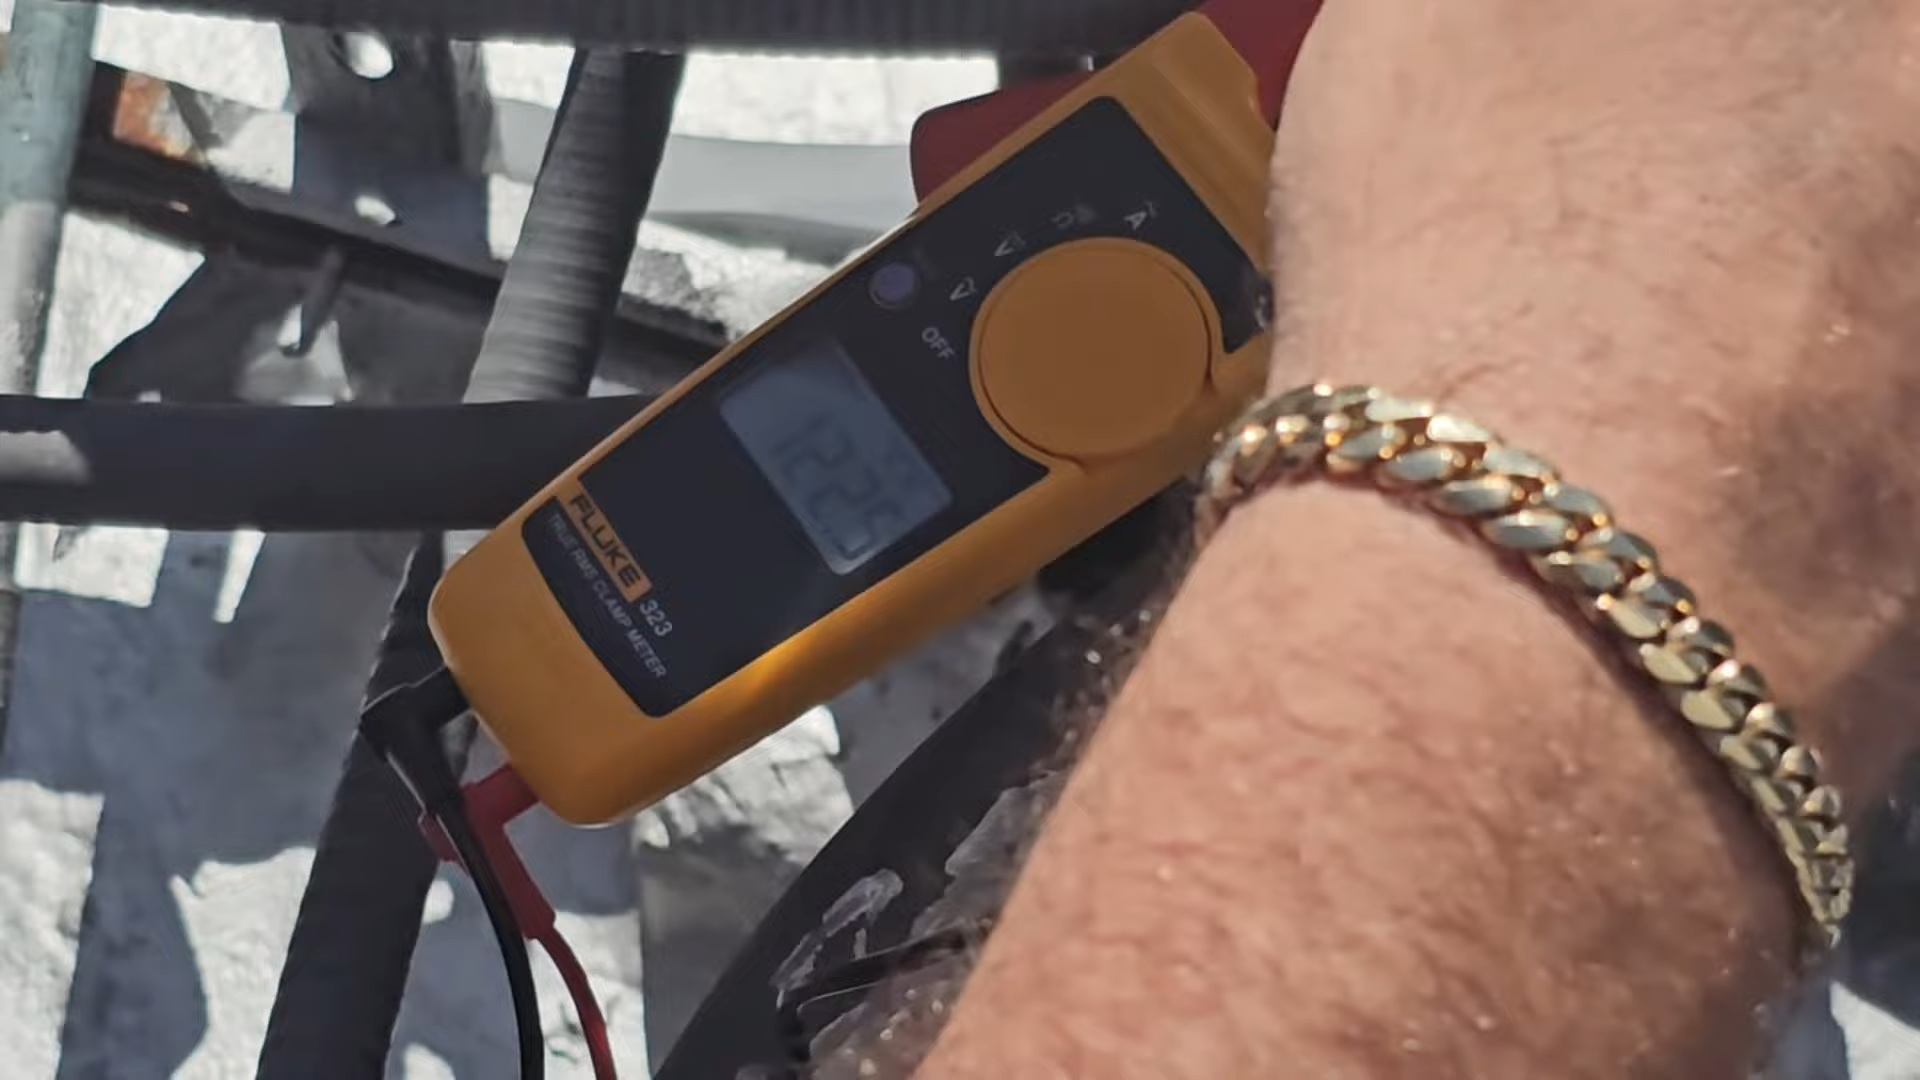 A
V
V
OFF
122.5
FLUKE 323
TRUE RMS CLAMP METER